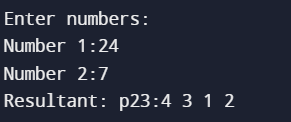 Enter numbers:
Number 1:24
Number 2:7
Resultant: p23:4 3 1 2